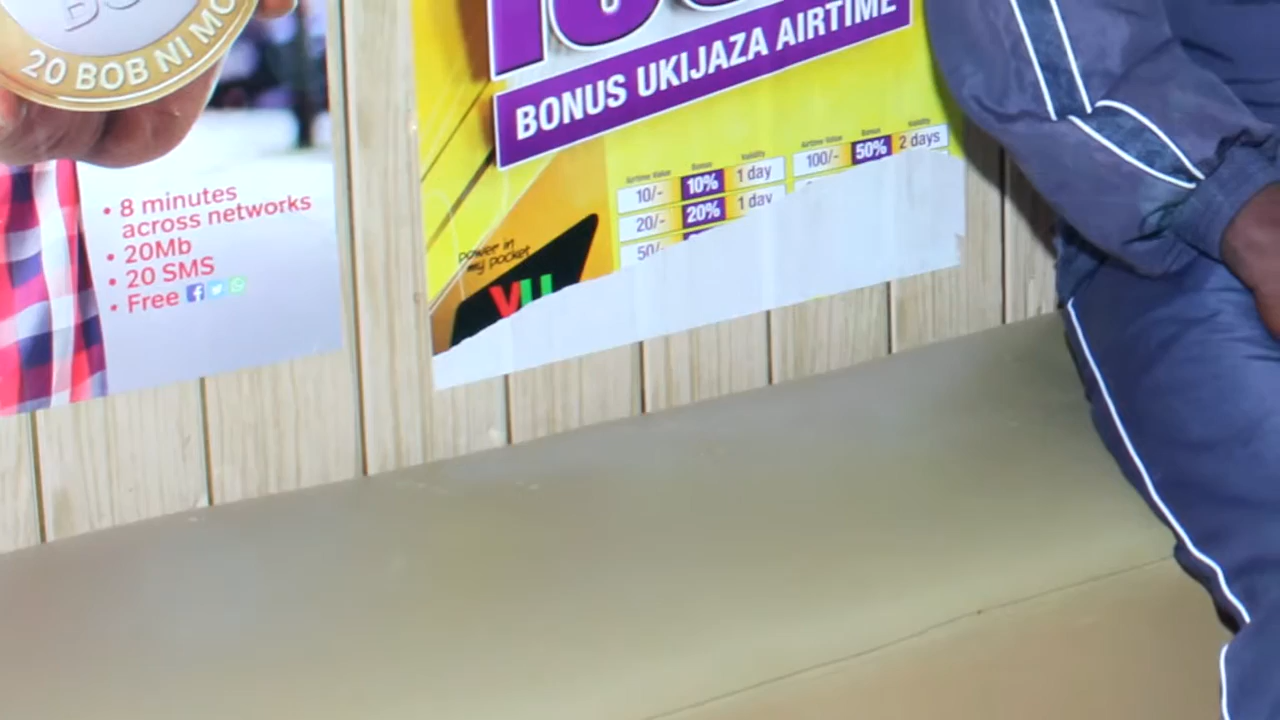 20 BOB NI
• 8 minutes
across networks
• 20Mb
• 20 SMS
• Free
BONUS UKIJAZA AIRTIME
Airtime Value Bonus Validity
10/- 10% 1 day
20/- 20% 1 day
50/-
Airtime Value Bonus Validity
100/- 50% 2 days
power in
my pocket